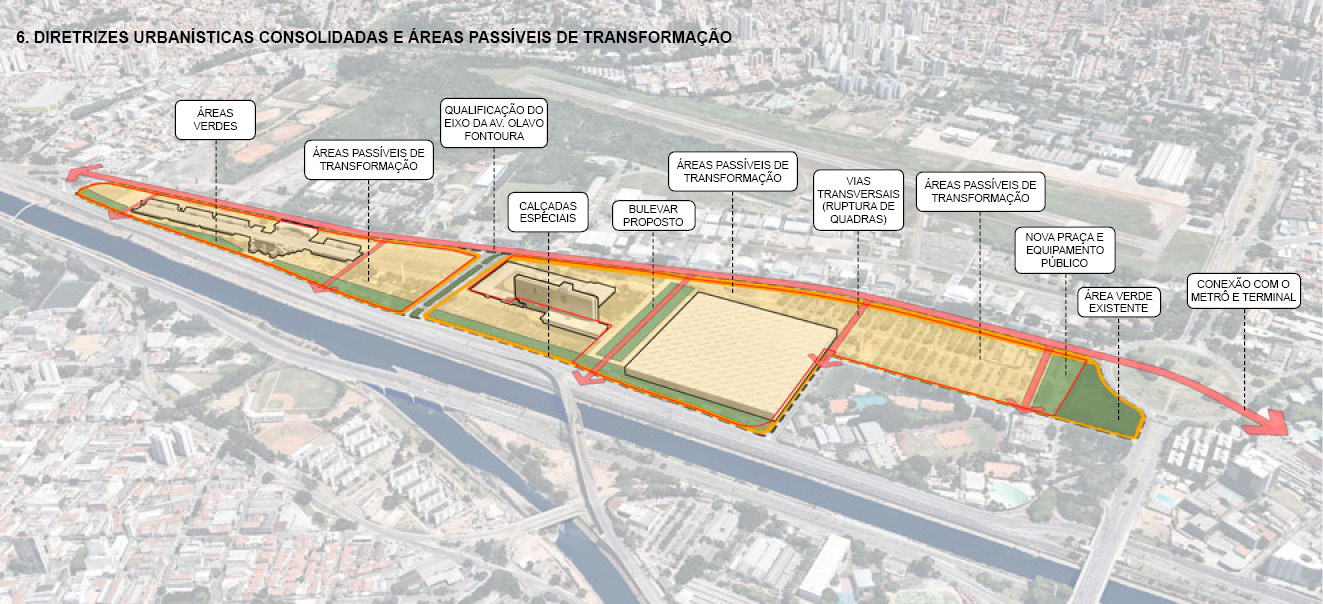 6. DIRETRIZES URBANÍSTICAS CONSOLIDADAS E ÁREAS PASSÍVEIS DE TRANSFORMAÇÃO
ÁREAS
VERDES
ÁREAS PASSÍVEIS DE
TRANSFORMAÇÃO
QUALIFICAÇÃO DO
EIXO DA AV. OLAVO
FONTOURA
CALÇADAS
ESPECIAIS
BULEVAR
PROPOSTO
ÁREAS PASSÍVEIS DE
TRANSFORMAÇÃO
VIAS
TRANSVERSAIS
(RUPTURA DE
QUADRAS)
ÁREAS PASSÍVEIS DE
TRANSFORMAÇÃO
NOVA PRAÇA E
EQUIPAMENTO
PÚBLICO
ÁREA VERDE
EXISTENTE
CONEXÃO COM O
METRÔ E TERMINAL